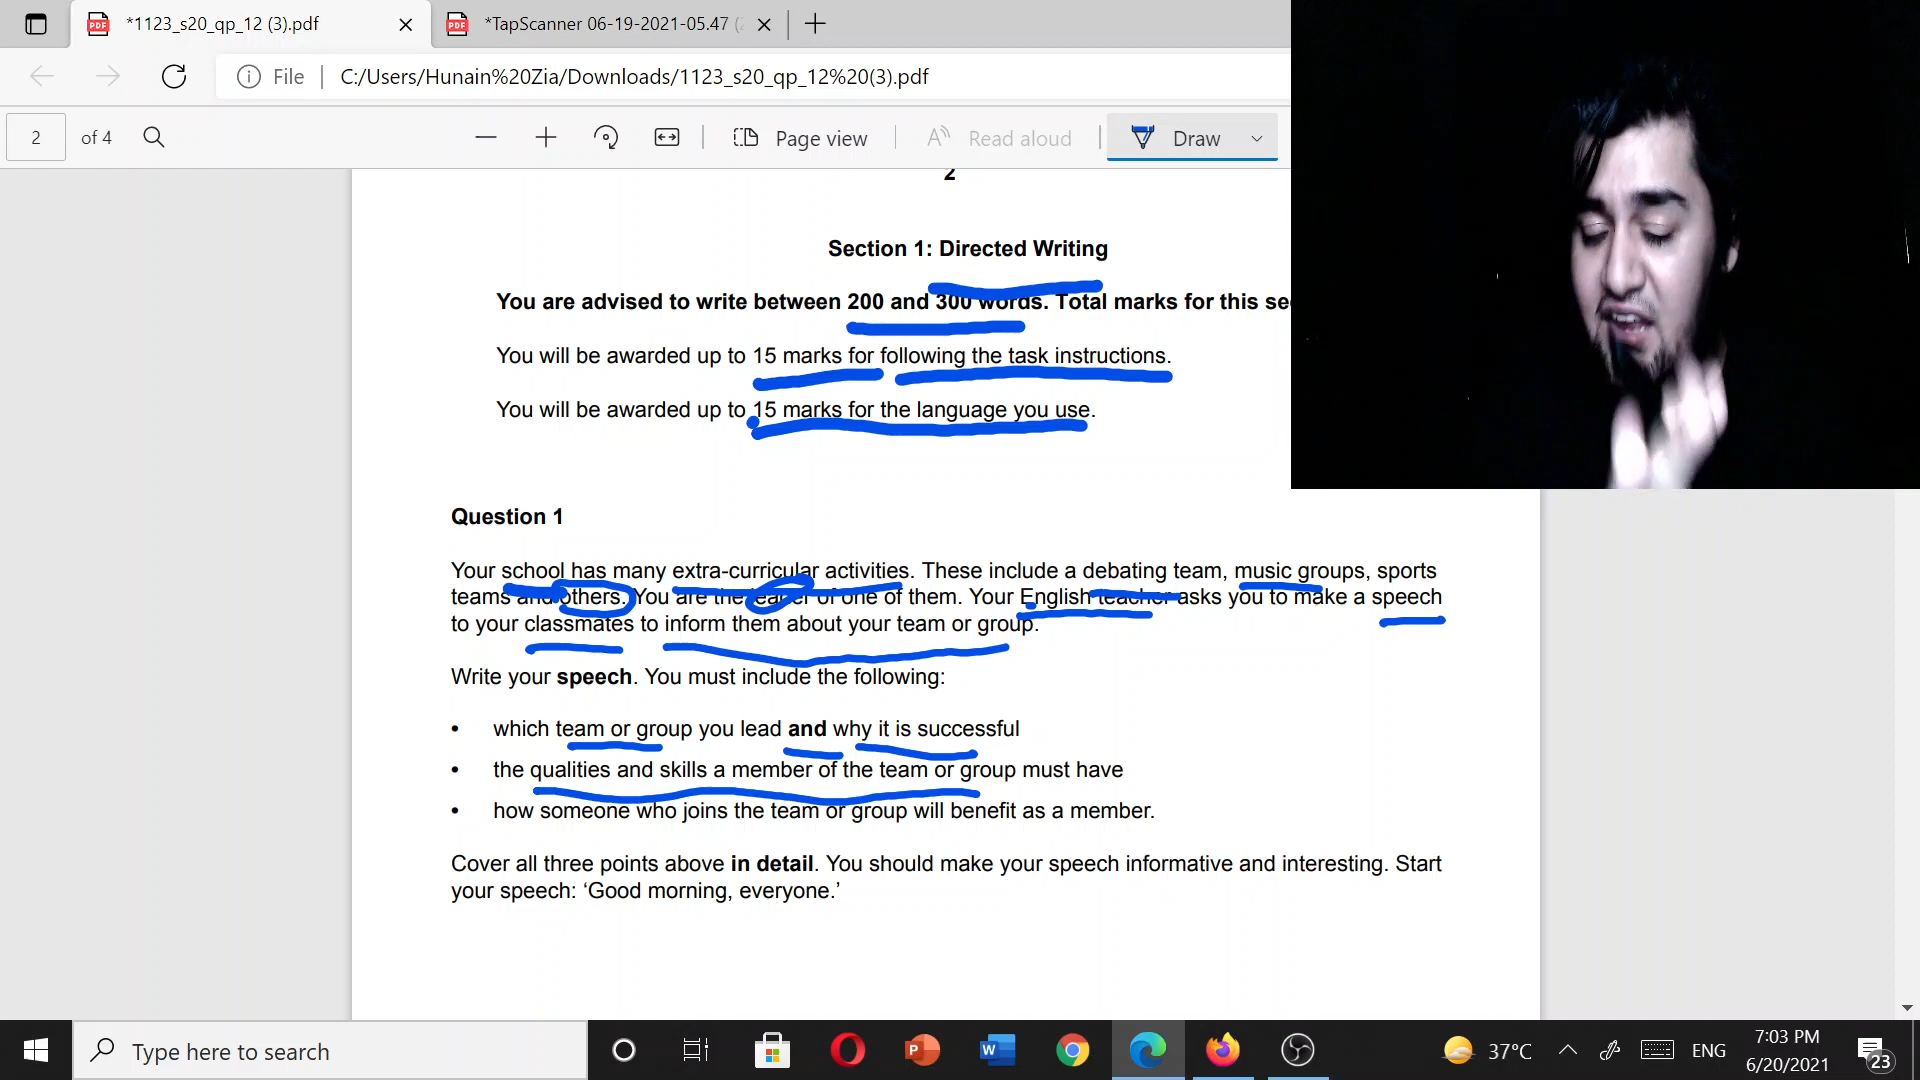 *1123_s20_qp_12 (3).pdf
*TapScanner 06-19-2021-05.47 (
File
C:/Users/Hunain%20Zia/Downloads/1123_s20_qp_12%20(3).pdf
2 of 4
Page view
Read aloud
Draw
2
Section 1: Directed Writing
You are advised to write between 200 and 300 words. Total marks for this
You will be awarded up to 15 marks for following the task instructions.
You will be awarded up to 15 marks for the language you use.
Question 1
Your school has many extra-curricular activities. These include a debating team, music groups, sports
teams and others. You are the leader of one of them. Your English teacher asks you to make a speech
to your classmates to inform them about your team or group.
Write your speech. You must include the following:
• which team or group you lead and why it is successful
• the qualities and skills a member of the team or group must have
• how someone who joins the team or group will benefit as a member.
Cover all three points above in detail. You should make your speech informative and interesting. Start
your speech: ‘Good morning, everyone.’
Type here to search
37°C
ENG
7:03 PM
6/20/2021
23